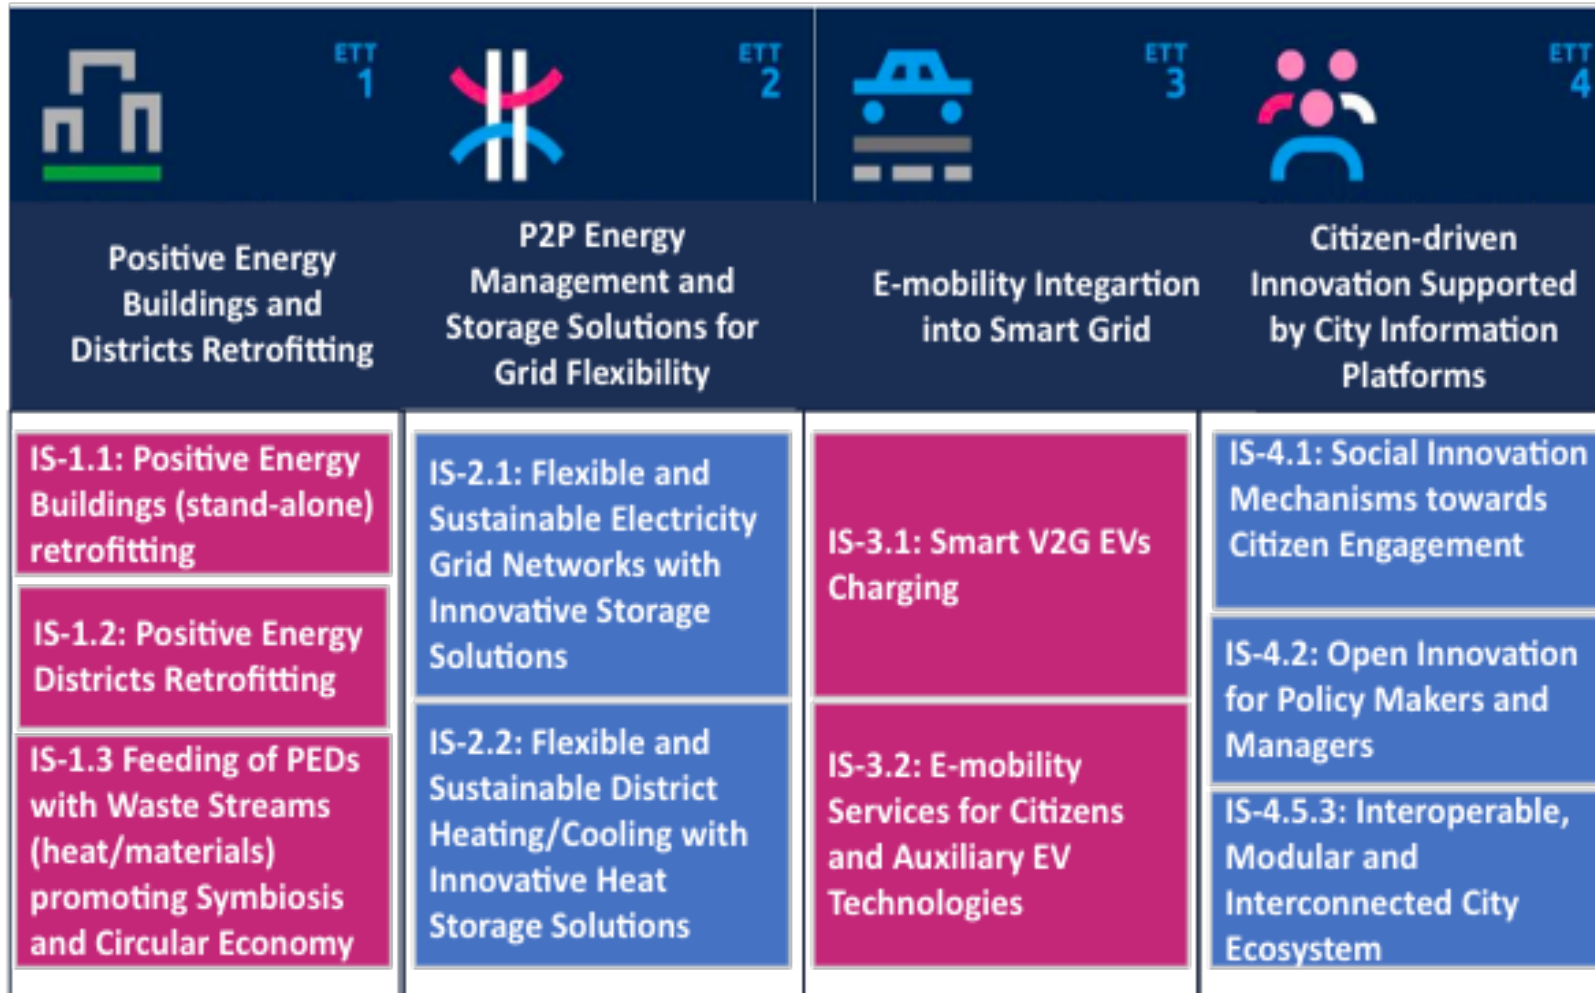 ETT
1
Positive Energy
Buildings and
Districts Retrofitting
IS-1.1: Positive Energy
Buildings (stand-alone)
retrofitting
IS-1.2: Positive Energy
Districts Retrofitting
IS-1.3 Feeding of PEDs
with Waste Streams
(heat/materials)
promoting Symbiosis
and Circular Economy
ETT
2
P2P Energy
Management and
Storage Solutions for
Grid Flexibility
IS-2.1: Flexible and
Sustainable Electricity
Grid Networks with
Innovative Storage
Solutions
IS-2.2: Flexible and
Sustainable District
Heating/Cooling with
Innovative Heat
Storage Solutions
ETT
3
E-mobility Integartion
into Smart Grid
IS-3.1: Smart V2G EVs
Charging
IS-3.2: E-mobility
Services for Citizens
and Auxiliary EV
Technologies
ETT
4
Citizen-driven
Innovation Supported
by City Information
Platforms
IS-4.1: Social Innovation
Mechanisms towards
Citizen Engagement
IS-4.2: Open Innovation
for Policy Makers and
Managers
IS-4.5.3: Interoperable,
Modular and
Interconnected City
Ecosystem